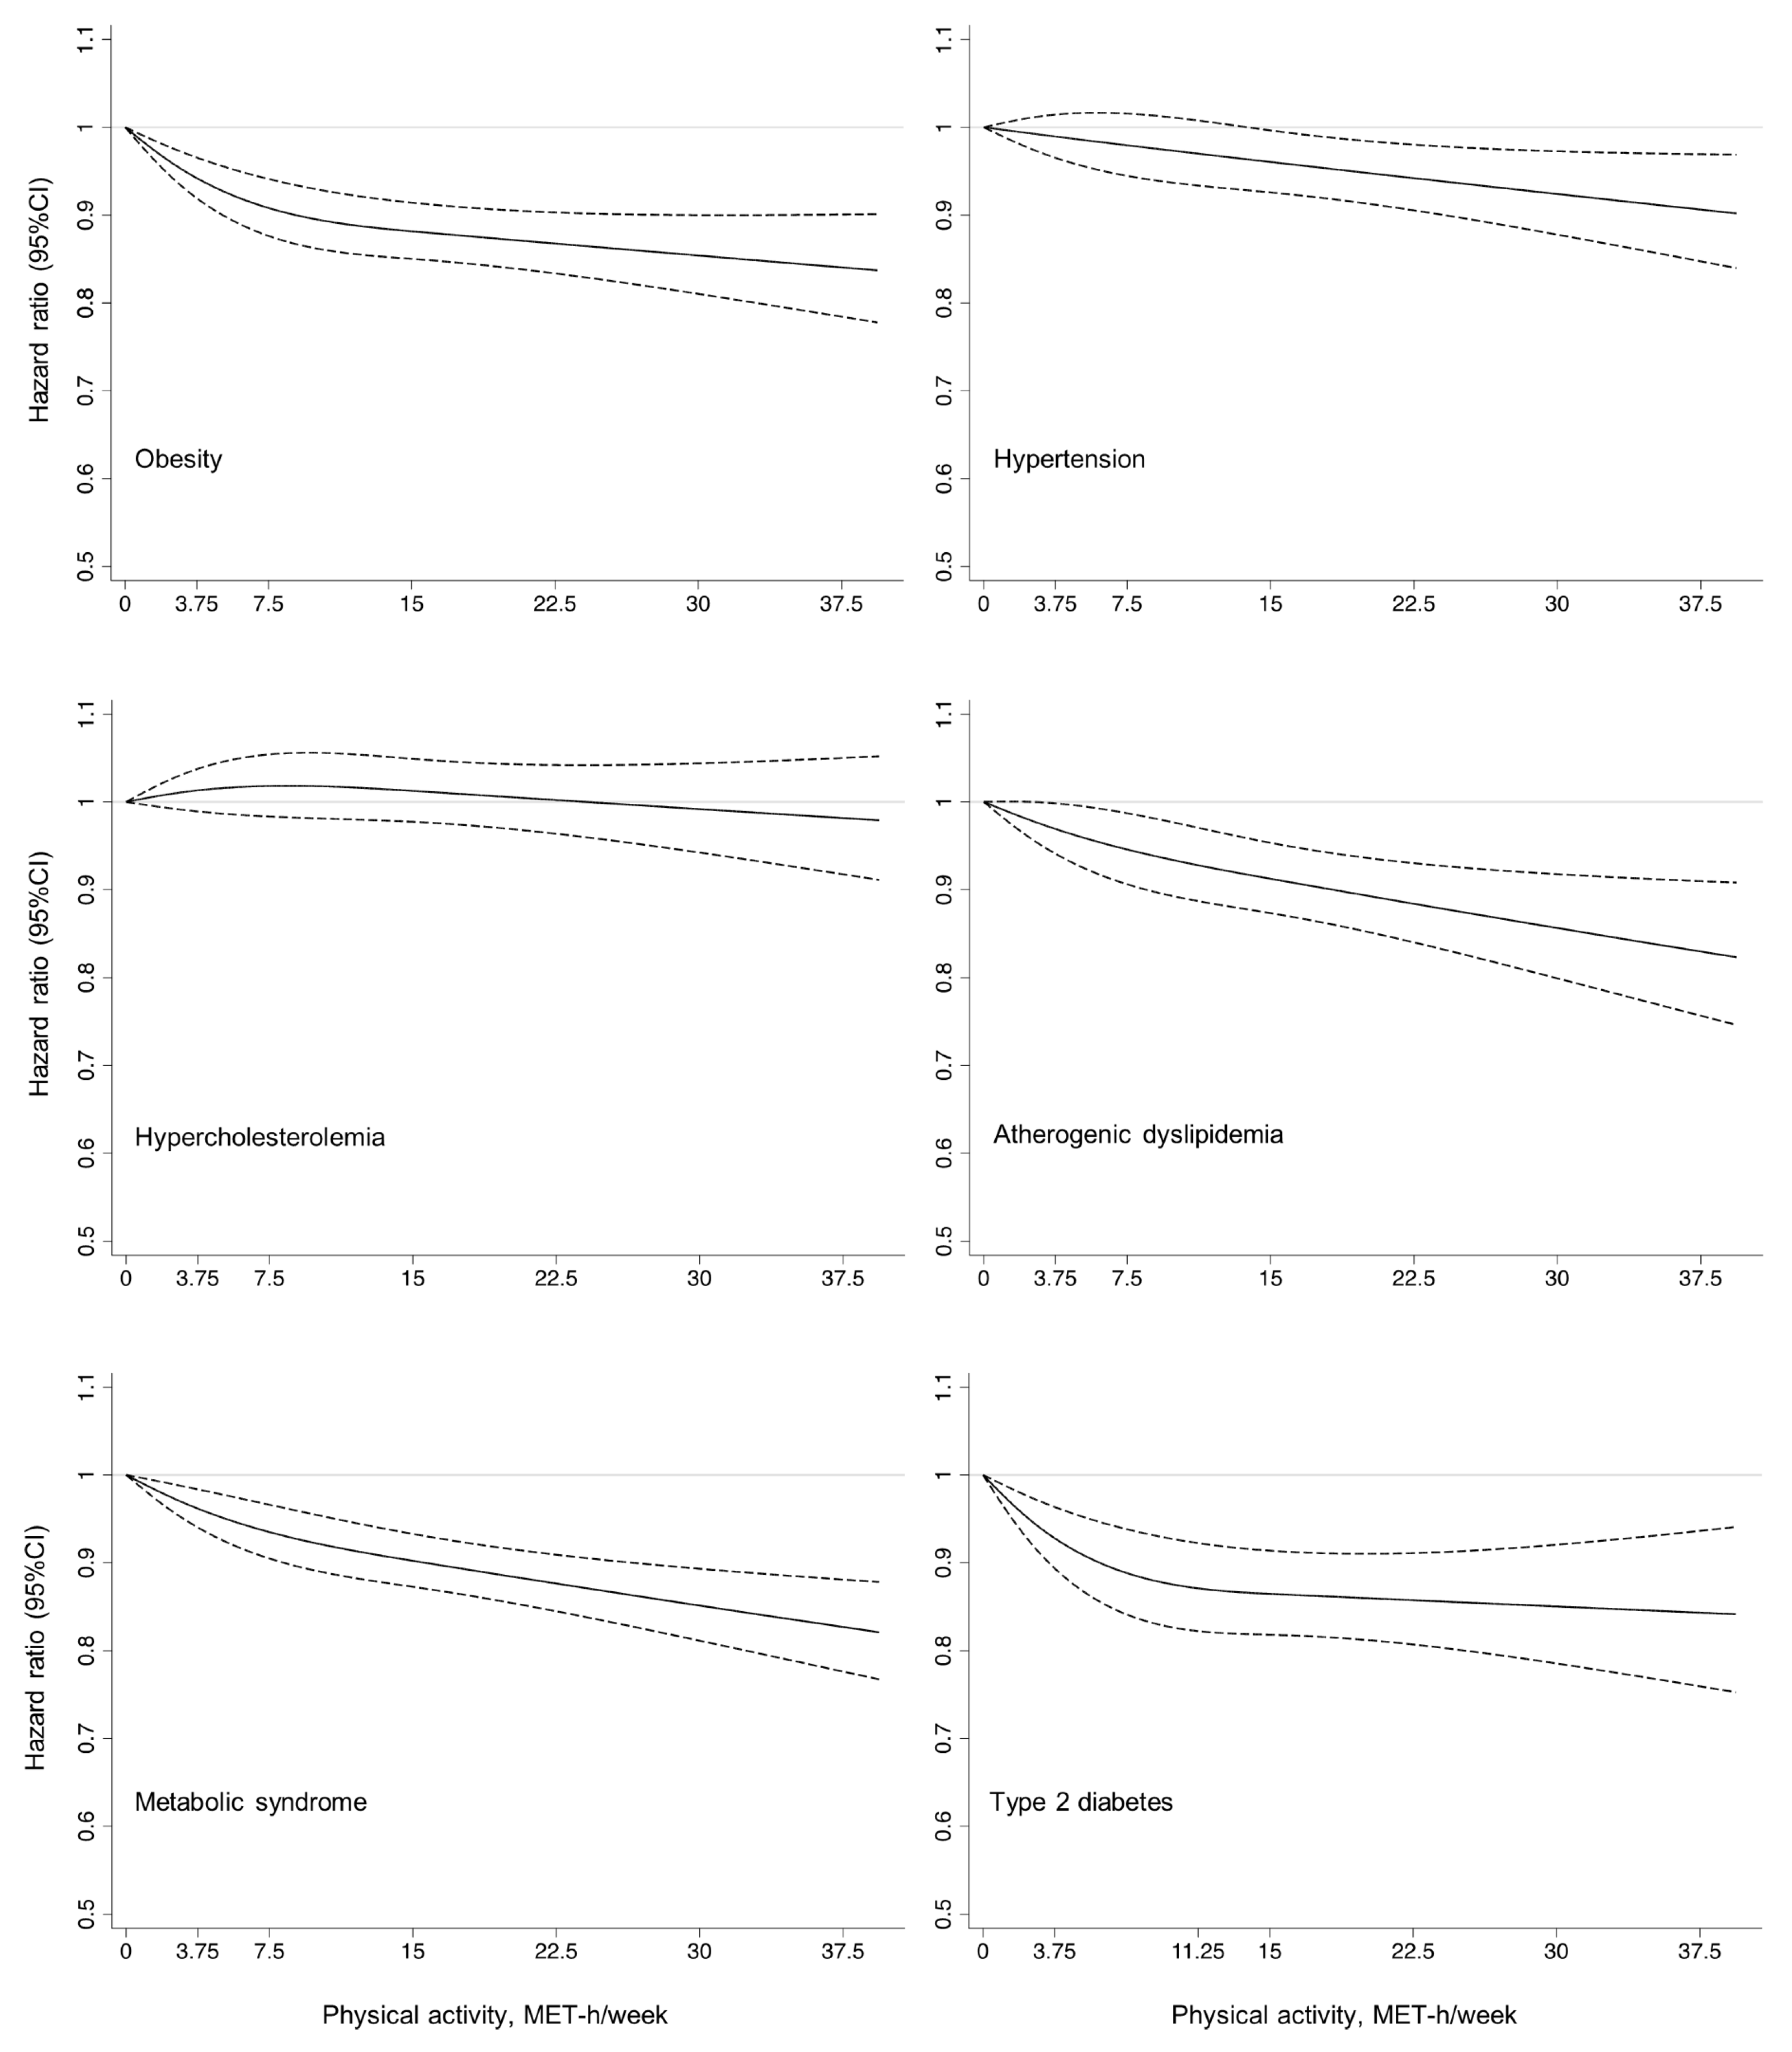 Hazard ratio (95%CI)
1.1
1
0.9
0.8
0.7
0.6
0.5
Obesity
0 3.75 7.5 15 22.5 30 37.5
1.1
1
0.9
0.8
0.7
0.6
0.5
Hypertension
0 3.75 7.5 15 22.5 30 37.5
Hazard ratio (95%CI)
1.1
1
0.9
0.8
0.7
0.6
0.5
Hypercholesterolemia
0 3.75 7.5 15 22.5 30 37.5
1.1
1
0.9
0.8
0.7
0.6
0.5
Atherogenic dyslipidemia
0 3.75 7.5 15 22.5 30 37.5
Hazard ratio (95%CI)
1.1
1
0.9
0.8
0.7
0.6
0.5
Metabolic syndrome
0 3.75 7.5 15 22.5 30 37.5
Physical activity, MET-h/week
1.1
1
0.9
0.8
0.7
0.6
0.5
Type 2 diabetes
0 3.75 11.25 15 22.5 30 37.5
Physical activity, MET-h/week